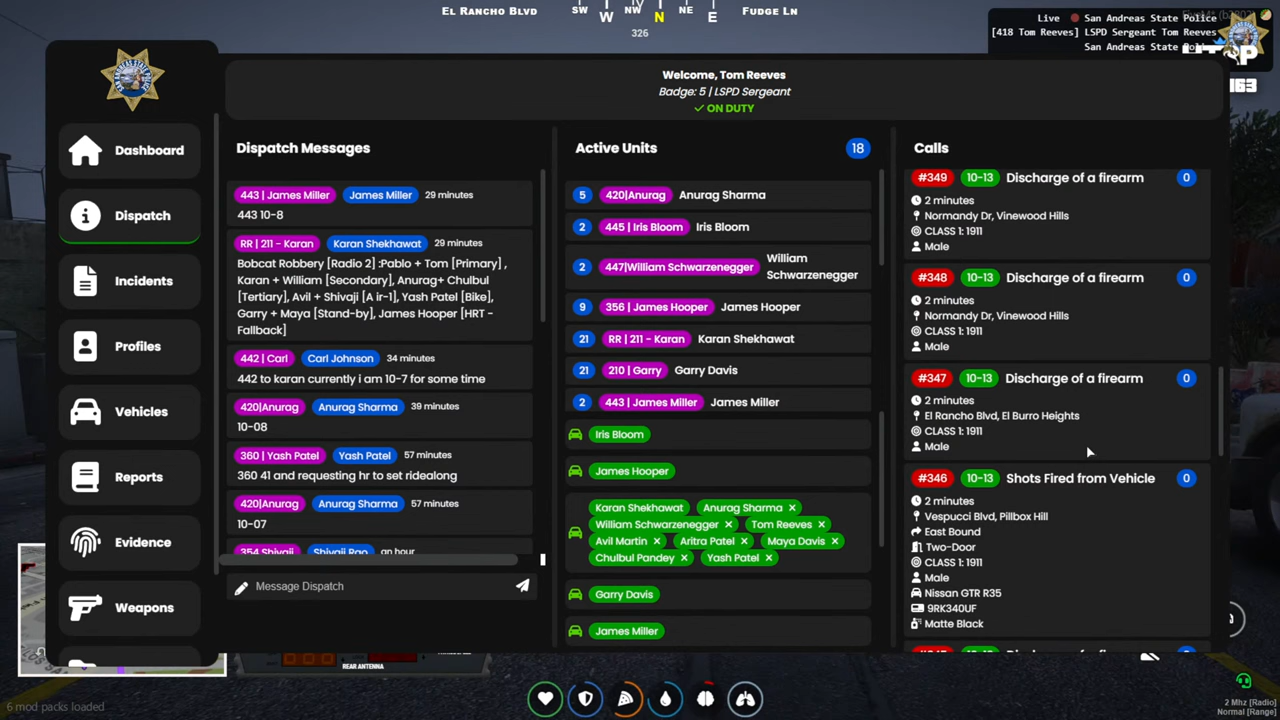 El Rancho Blvd
SW W NW N NE E
Fudge Ln
326
Live San Andreas State Police
[418 Tom Reeves] LSPD Sergeant Tom Reeves
San Andreas State
Welcome, Tom Reeves
Badge: 5 | LSPD Sergeant
ON DUTY
Dashboard
Dispatch
Incidents
Profiles
Vehicles
Reports
Evidence
Weapons
Dispatch Messages
443 | James Miller James Miller 29 minutes
443 10-8
RR | 211 - Karan Karan Shekhawat 29 minutes
Bobcat Robbery [Radio 2] :Pablo + Tom [Primary] ,
Karan + William [Secondary], Anurag+ Chulbul
[Tertiary], Avil + Shivaji [A ir-1], Yash Patel [Bike],
Garry + Maya [Stand-by], James Hooper [HRT -
Fallback]
442 | Carl Carl Johnson 34 minutes
442 to karan currently i am 10-7 for some time
420|Anurag Anurag Sharma 39 minutes
10-08
360 | Yash Patel Yash Patel 57 minutes
360 41 and requesting hr to set ridealong
420|Anurag Anurag Sharma 57 minutes
10-07
354 Shivaji Shivaji Rao an hour
Message Dispatch
Active Units 18
5 420|Anurag Anurag Sharma
2 445 | Iris Bloom Iris Bloom
2 447|William Schwarzenegger William
Schwarzenegger
9 356 | James Hooper James Hooper
21 RR | 211 - Karan Karan Shekhawat
21 210 | Garry Garry Davis
2 443 | James Miller James Miller
Iris Bloom
James Hooper
Karan Shekhawat Anurag Sharma ×
William Schwarzenegger × Tom Reeves ×
Avil Martin × Aritra Patel × Maya Davis ×
Chulbul Pandey × Yash Patel ×
Garry Davis
James Miller
Calls
#349 10-13 Discharge of a firearm 0
2 minutes
Normandy Dr, Vinewood Hills
CLASS 1: 1911
Male
#348 10-13 Discharge of a firearm 0
2 minutes
Normandy Dr, Vinewood Hills
CLASS 1: 1911
Male
#347 10-13 Discharge of a firearm 0
2 minutes
El Rancho Blvd, El Burro Heights
CLASS 1: 1911
Male
#346 10-13 Shots Fired from Vehicle 0
2 minutes
Vespucci Blvd, Pillbox Hill
East Bound
Two-Door
CLASS 1: 1911
Male
Nissan GTR R35
9RK340UF
Matte Black
REAR ANTENNA
6 mod packs loaded
2 Mhz [Radio]
Normal [Range]